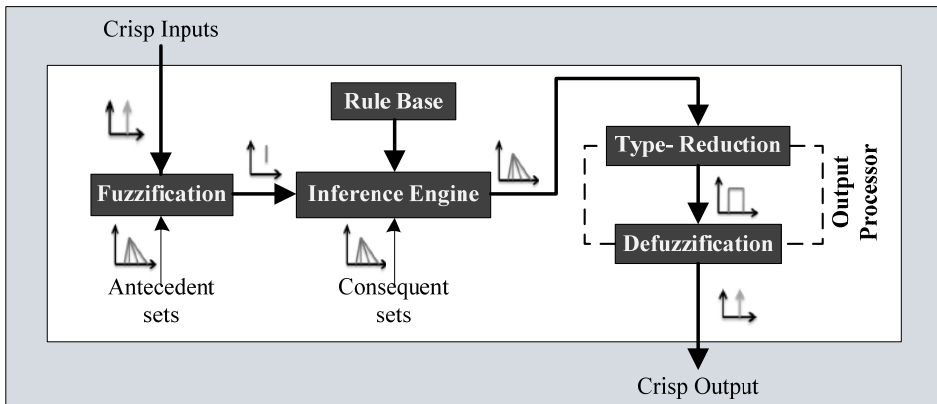 Crisp Inputs
Rule Base
Type- Reduction
Fuzzification
Inference Engine
Output
Processor
Defuzzification
Antecedent
sets
Consequent
sets
Crisp Output